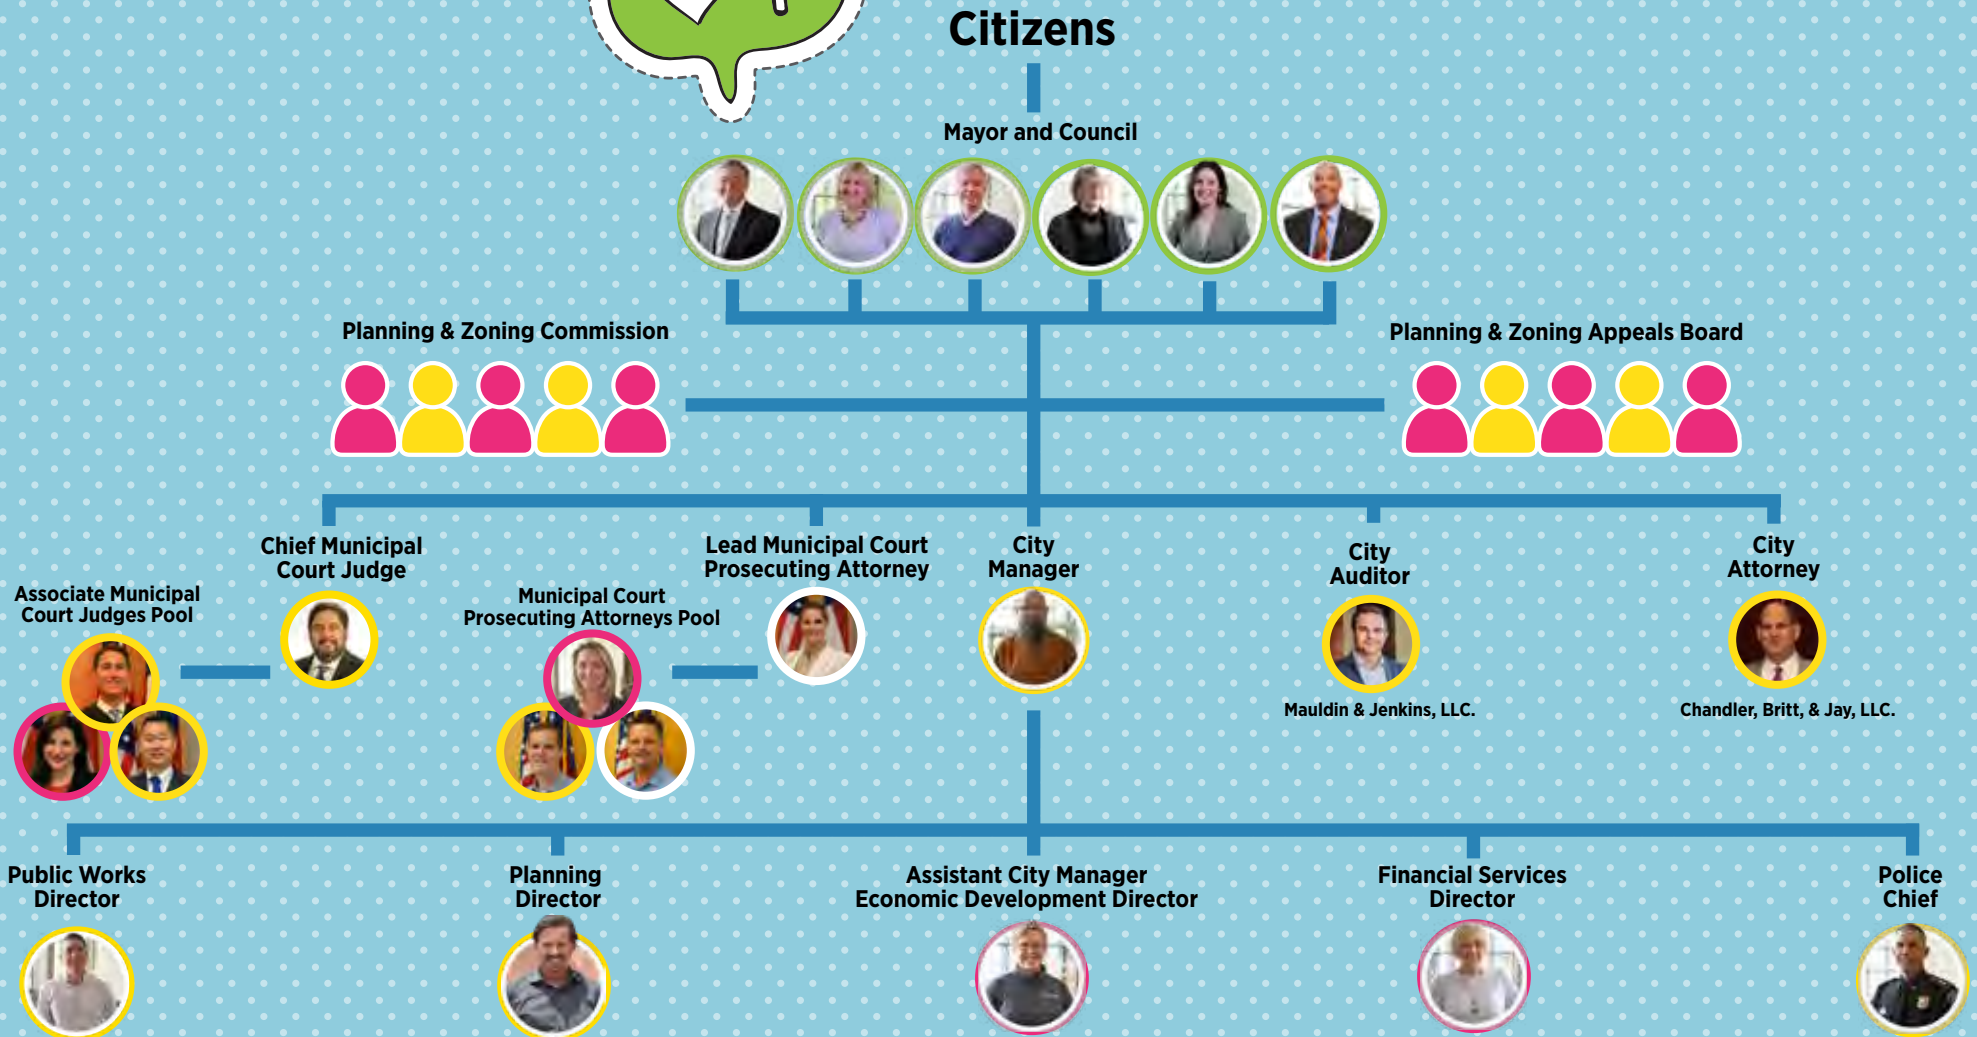 Citizens
Mayor and Council
Planning & Zoning Commission
Planning & Zoning Appeals Board
Chief Municipal
Court Judge
Lead Municipal Court
Prosecuting Attorney
City
Manager
City
Auditor
City
Attorney
Associate Municipal
Court Judges Pool
Municipal Court
Prosecuting Attorneys Pool
Mauldin & Jenkins, LLC.
Chandler, Britt, & Jay, LLC.
Public Works
Director
Planning
Director
Assistant City Manager
Economic Development Director
Financial Services
Director
Police
Chief